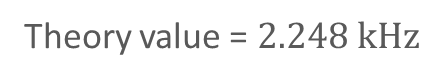 Theory value = 2.248 kHz